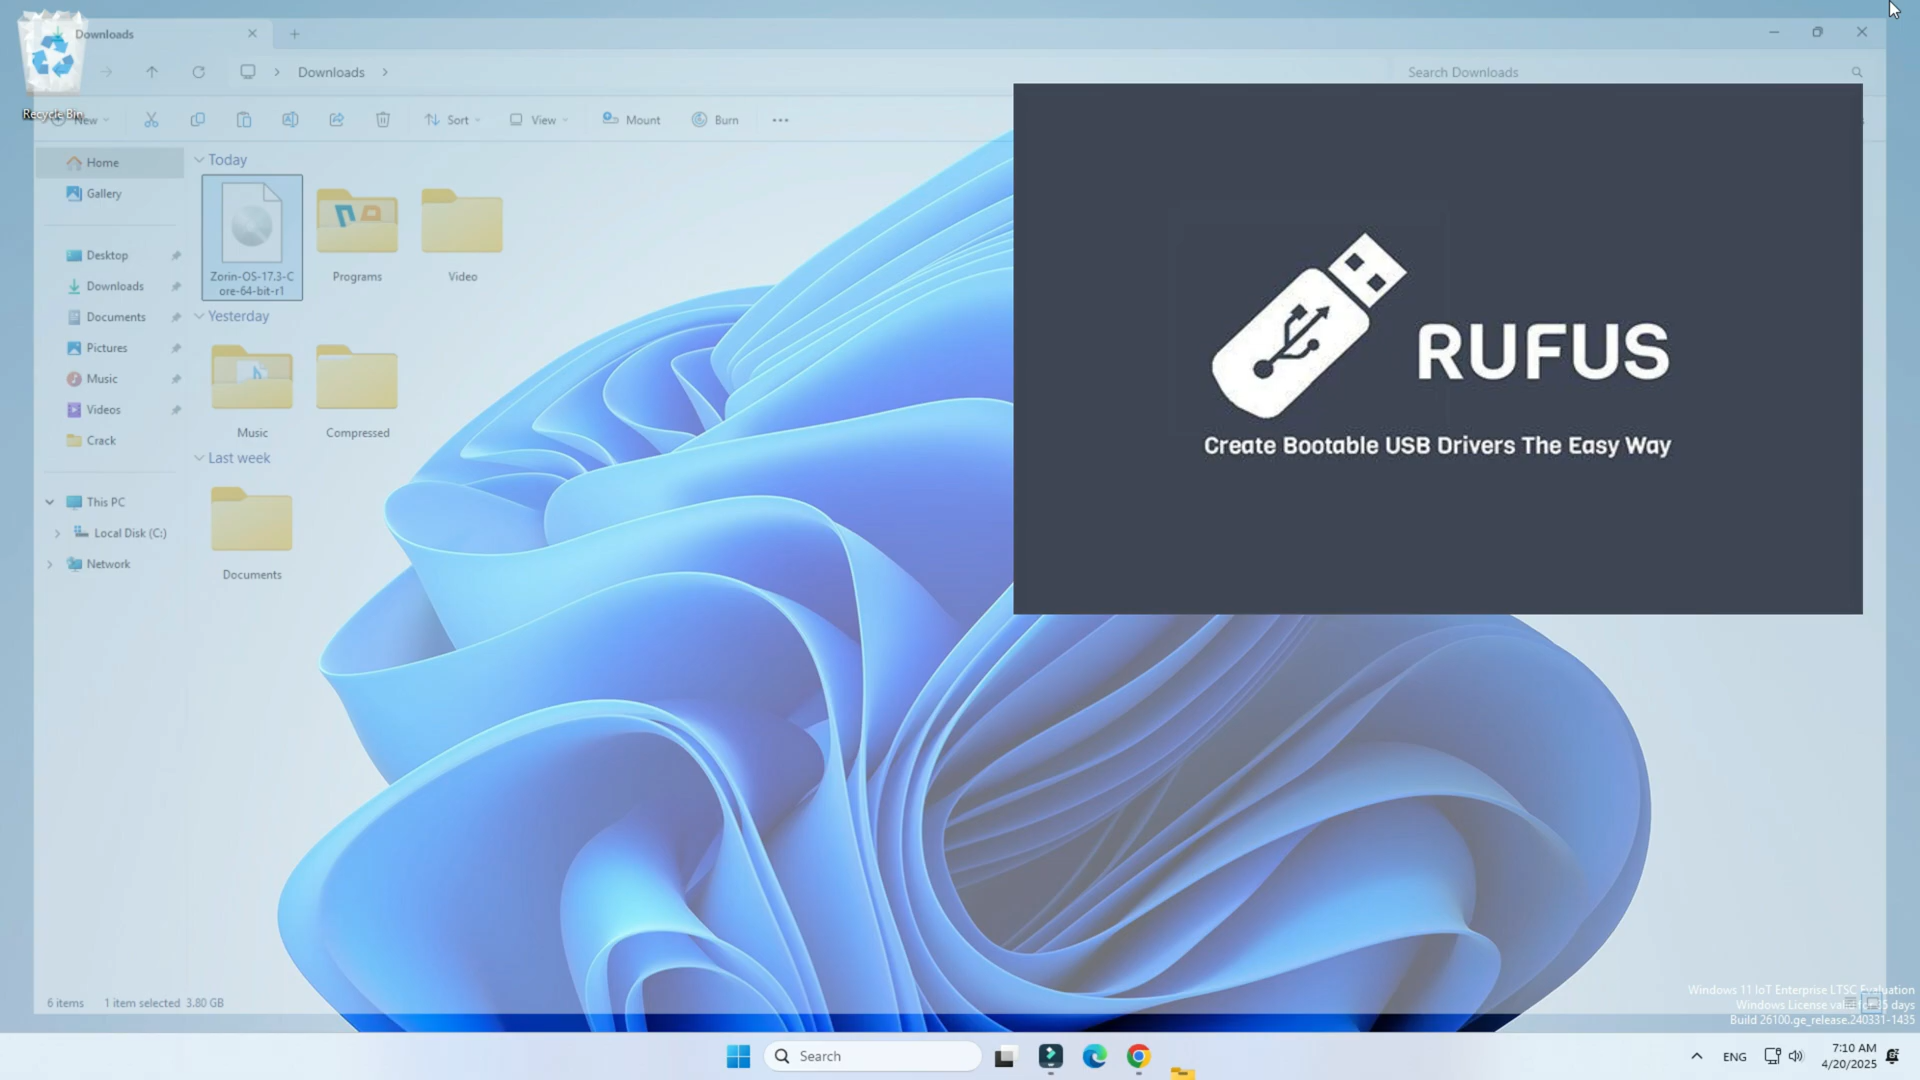 Downloads
Recycle Bin
Downloads
Search Downloads
New
Sort
View
Mount
Burn
Home
Gallery
Desktop
Downloads
Documents
Pictures
Music
Videos
Crack
This PC
Local Disk (C:)
Network
Today
Zorin-OS-17.3-C
ore-64-bit-r1
Programs
Video
Yesterday
Music
Compressed
Last week
Documents
RUFUS
Create Bootable USB Drivers The Easy Way
6 items 1 item selected 3.80 GB
Windows 11 IoT Enterprise LTSC Evaluation
Windows License days
Build 26100.ge_release.240331-1435
Search
ENG
7:10 AM
4/20/2025